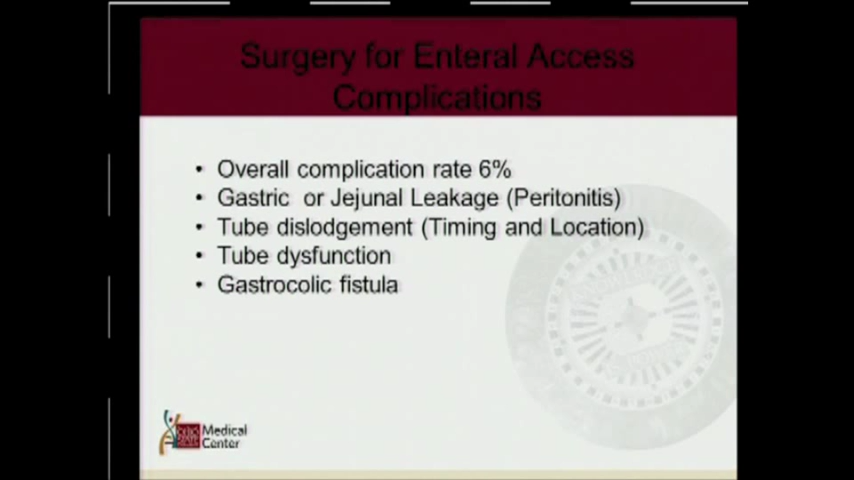 Surgery for Enteral Access
Complications
• Overall complication rate 6%
• Gastric or Jejunal Leakage (Peritonitis)
• Tube dislodgement (Timing and Location)
• Tube dysfunction
• Gastrocolic fistula
Medical
Center